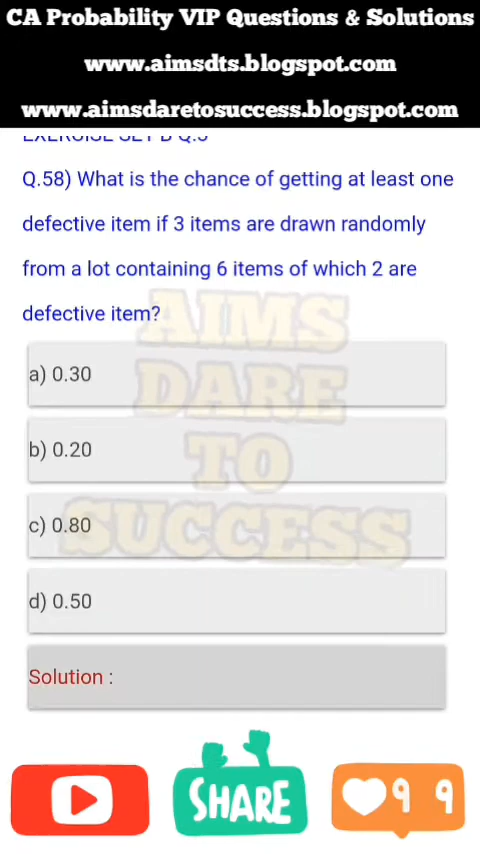 CA Probability VIP Questions & Solutions
www.aimsdts.blogspot.com
www.aimsdaretosuccess.blogspot.com
Q.58) What is the chance of getting at least one
defective item if 3 items are drawn randomly
from a lot containing 6 items of which 2 are
defective item?
AIMS
a) 0.30
DARE
b) 0.20
TO
c) 0.80
SUCCESS
d) 0.50
Solution :
SHARE
9 9